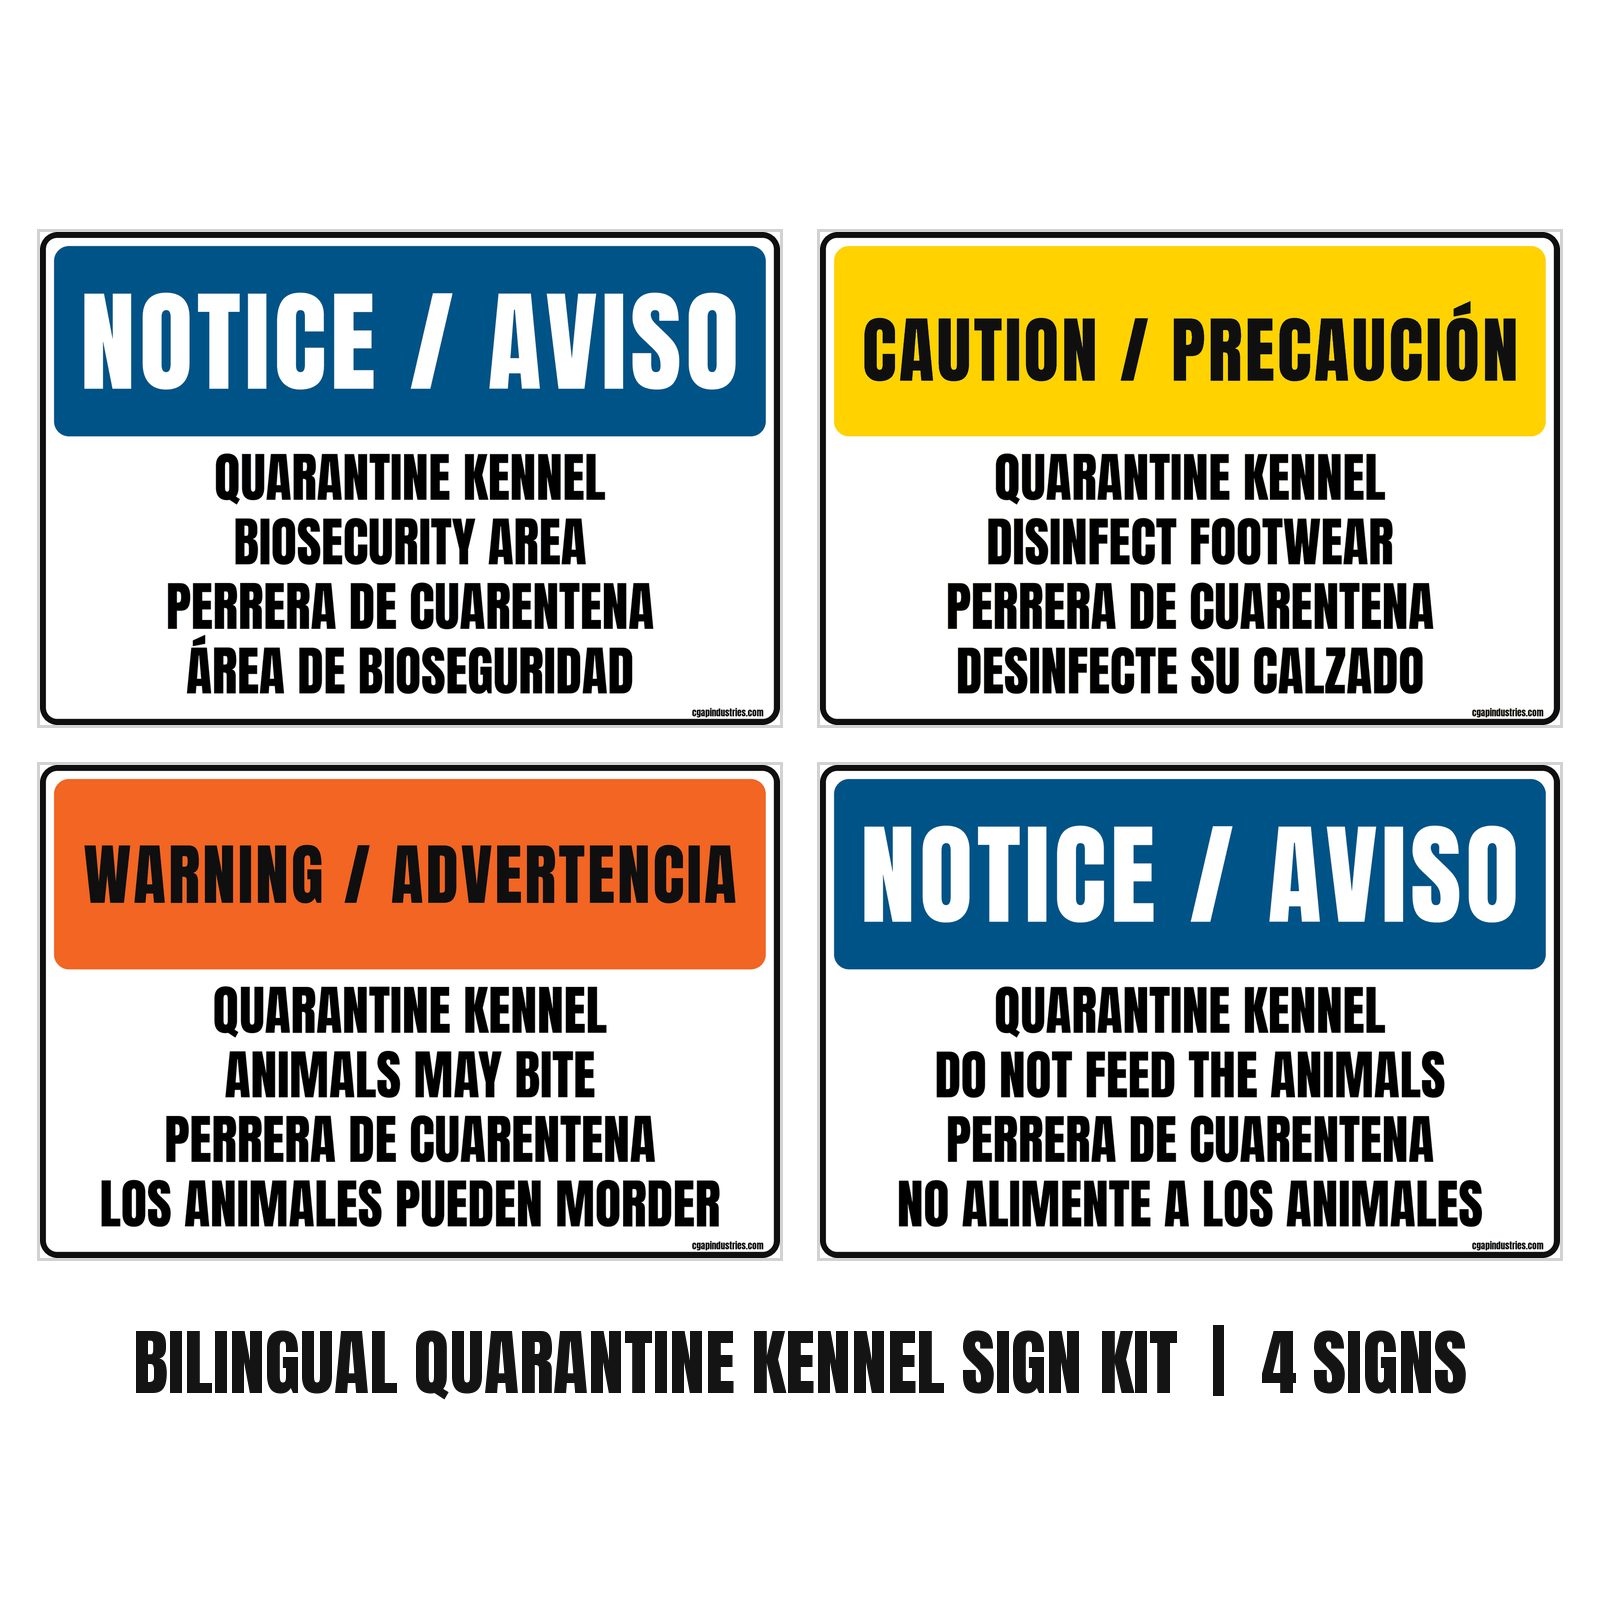 NOTICE / AVISO
QUARANTINE KENNEL
BIOSECURITY AREA
PERRERA DE CUARENTENA
ÁREA DE BIOSEGURIDAD
cgapindustries.com
CAUTION / PRECAUCIÓN
QUARANTINE KENNEL
DISINFECT FOOTWEAR
PERRERA DE CUARENTENA
DESINFECTE SU CALZADO
cgapindustries.com
WARNING / ADVERTENCIA
QUARANTINE KENNEL
ANIMALS MAY BITE
PERRERA DE CUARENTENA
LOS ANIMALES PUEDEN MORDER
cgapindustries.com
NOTICE / AVISO
QUARANTINE KENNEL
DO NOT FEED THE ANIMALS
PERRERA DE CUARENTENA
NO ALIMENTE A LOS ANIMALES
cgapindustries.com
BILINGUAL QUARANTINE KENNEL SIGN KIT | 4 SIGNS